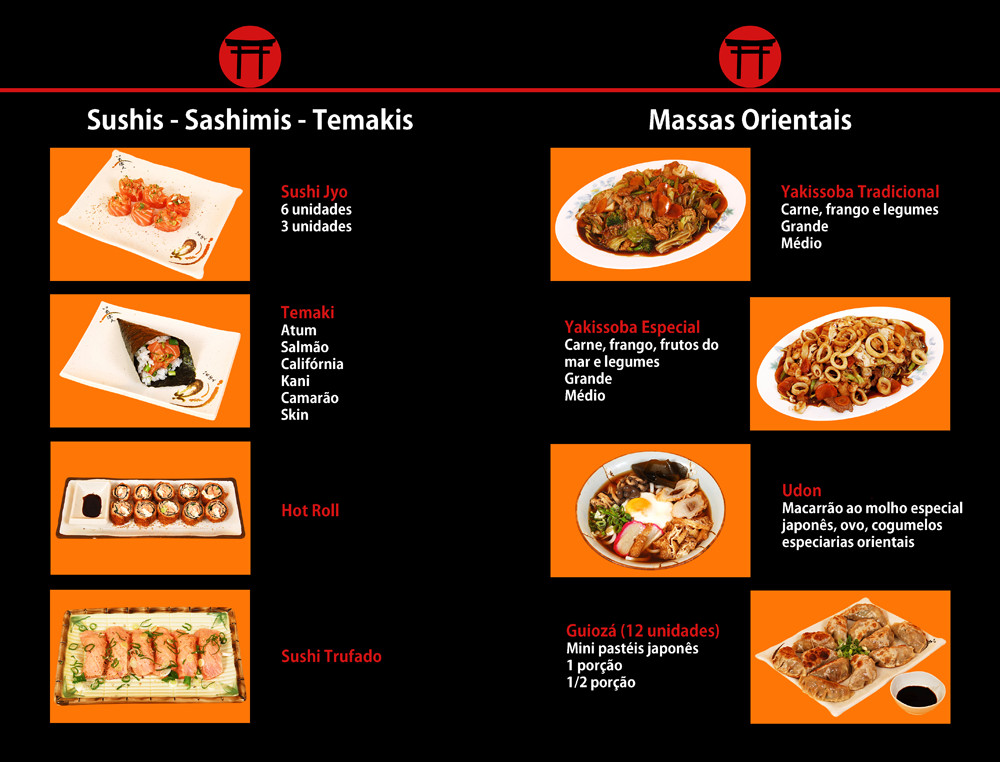 Sushis - Sashimis - Temakis
Sushi Jyo
6 unidades
3 unidades
Temaki
Atum
Salmão
Califórnia
Kani
Camarão
Skin
Hot Roll
Sushi Trufado
Massas Orientais
Yakissoba Tradicional
Carne, frango e legumes
Grande
Médio
Yakissoba Especial
Carne, frango, frutos do
mar e legumes
Grande
Médio
Udon
Macarrão ao molho especial
japonês, ovo, cogumelos
especiarias orientais
Guiozá (12 unidades)
Mini pastéis japonês
1 porção
1/2 porção